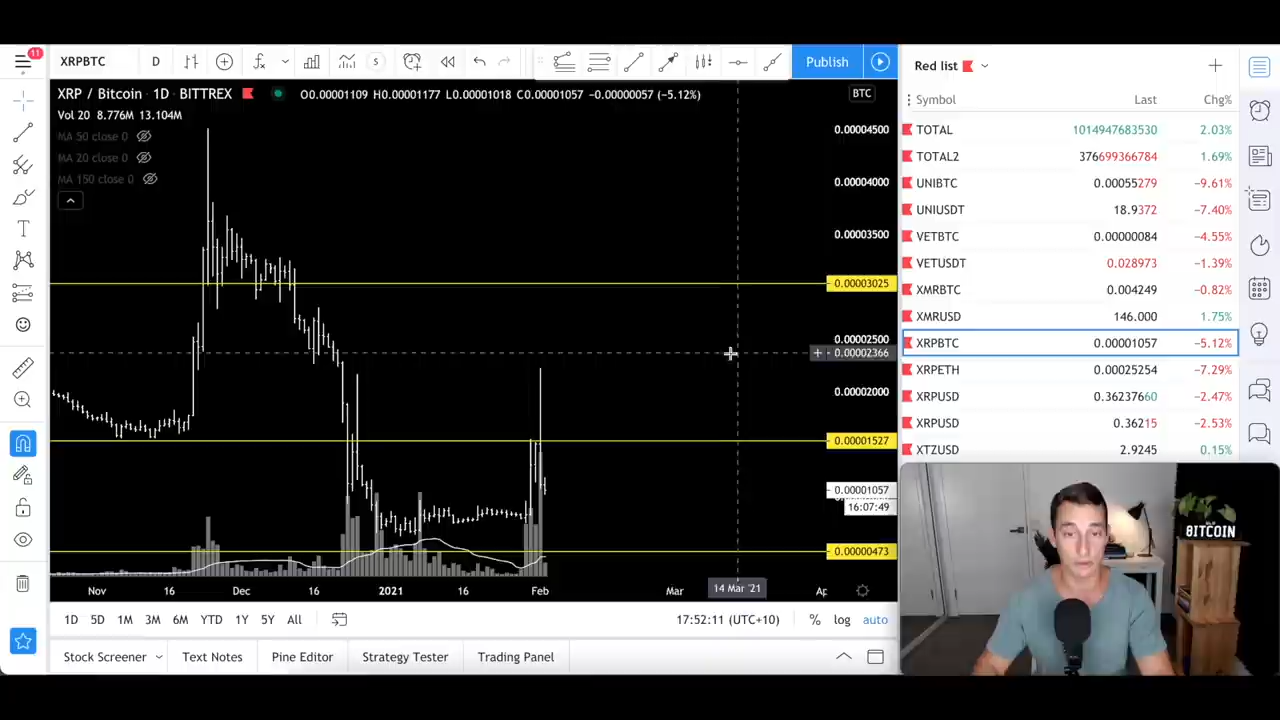 11
XRPBTC D S Publish
XRP / Bitcoin · 1D · BITTREX O0.00001109 H0.00001177 L0.00001018 C0.00001057 −0.00000057 (−5.12%) BTC
Vol 20 8.776M 13.104M
MA 50 close 0
MA 20 close 0
MA 150 close 0
0.00004500
0.00004000
0.00003500
0.00003025
0.00002500
0.00002366
0.00002000
0.00001527
0.00001057
16:07:49
0.00000473
Nov 16 Dec 16 2021 16 Feb Mar 14 Mar '21 Ap
1D 5D 1M 3M 6M YTD 1Y 5Y All 17:52:11 (UTC+10) % log auto
Stock Screener Text Notes Pine Editor Strategy Tester Trading Panel
Red list
Symbol Last Chg%
TOTAL 1014947683530 2.03%
TOTAL2 376699366784 1.69%
UNIBTC 0.00055279 −9.61%
UNIUSDT 18.9372 −7.40%
VETBTC 0.00000084 −4.55%
VETUSDT 0.028973 −1.39%
XMRBTC 0.004249 −0.82%
XMRUSD 146.000 1.75%
XRPBTC 0.00001057 −5.12%
XRPETH 0.00025254 −7.29%
XRPUSD 0.36237660 −2.47%
XRPUSD 0.36215 −2.53%
XTZUSD 2.9245 0.15%
BITCOIN